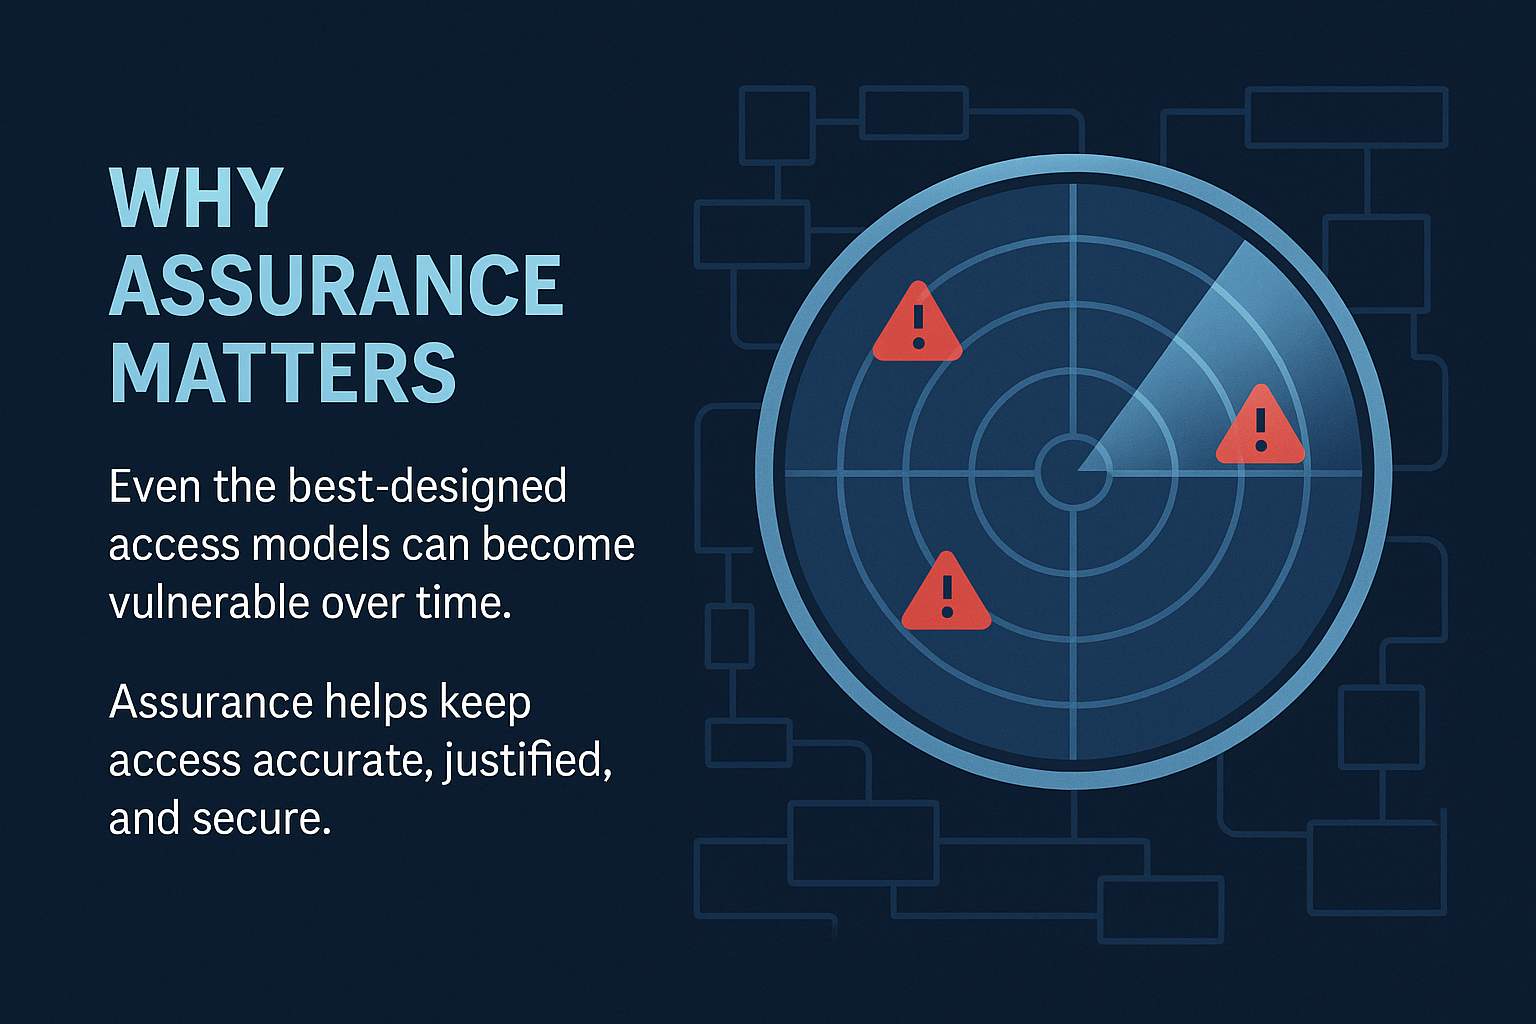 WHY
ASSURANCE
MATTERS
Even the best-designed
access models can become
vulnerable over time.
Assurance helps keep
access accurate, justified,
and secure.